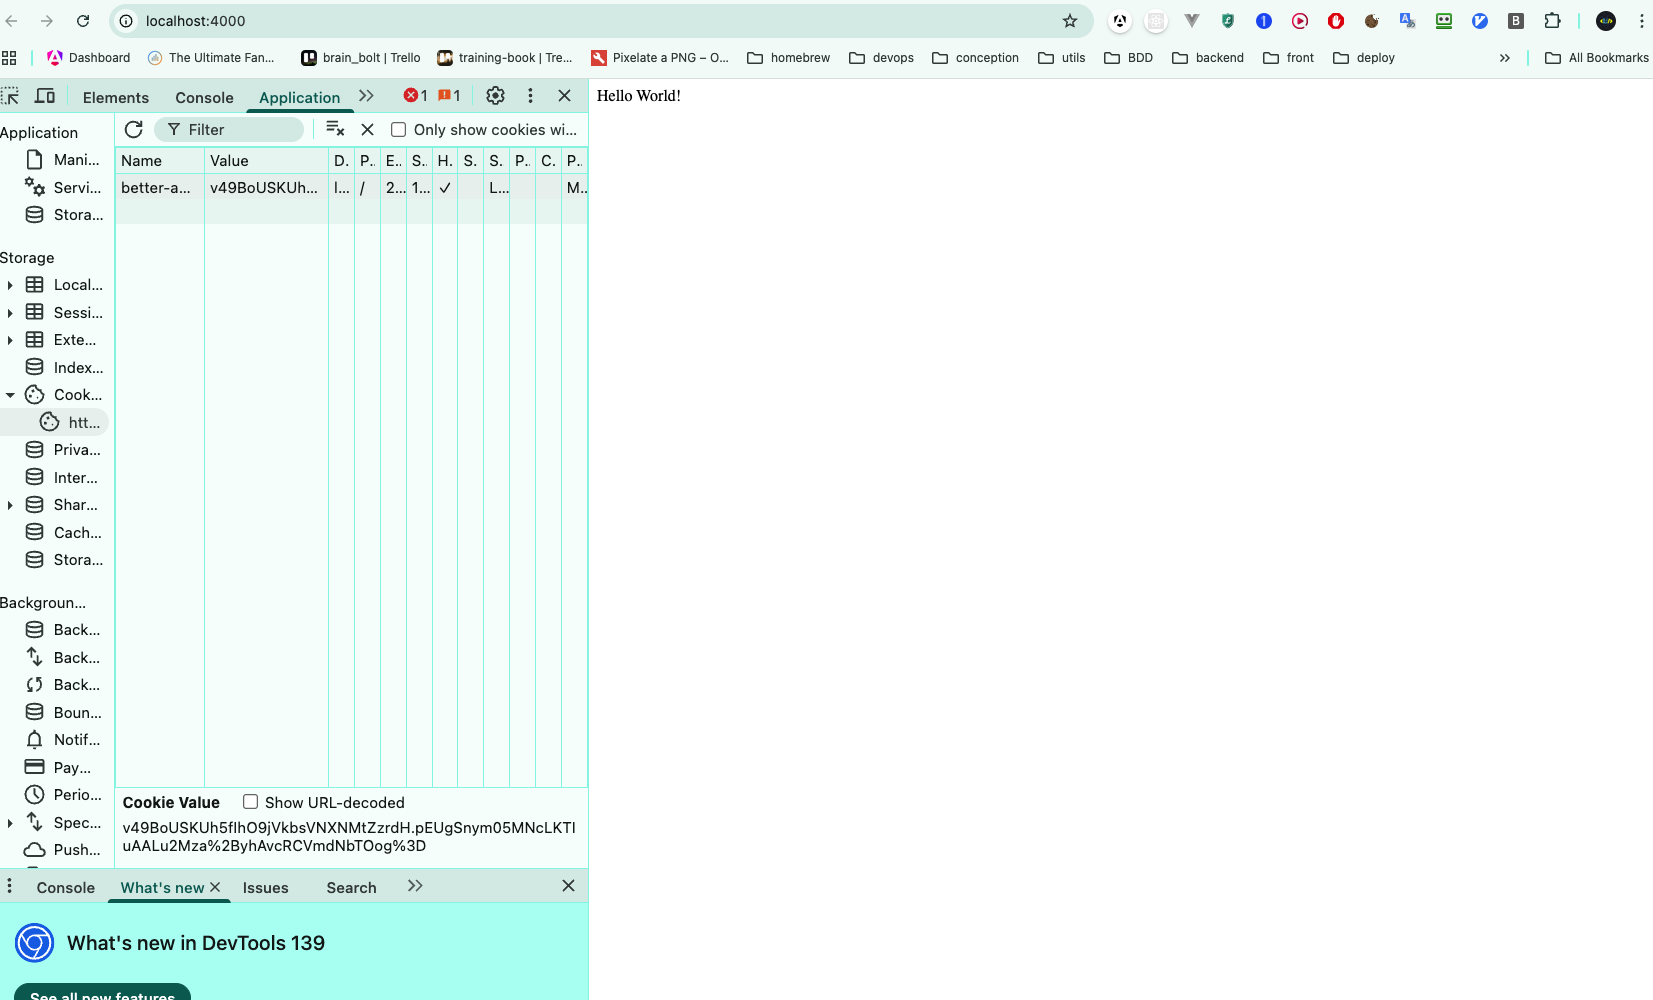 localhost:4000
Dashboard
The Ultimate Fan...
brain_bolt | Trello
training-book | Tre...
Pixelate a PNG – O...
homebrew
devops
conception
utils
BDD
backend
front
deploy
All Bookmarks
Elements
Console
Application
1
1
Hello World!
Filter
Only show cookies wi...
Application
Mani...
Servi...
Stora...
Storage
Local...
Sessi...
Exte...
Index...
Cook...
htt...
Priva...
Inter...
Shar...
Cach...
Stora...
Backgroun...
Back...
Back...
Back...
Boun...
Notif...
Pay...
Perio...
Spec...
Push...
Name Value D. P. E. S. H. S. S. P. C. P.
better-a... v49BoUSKUh... l... / 2... 1... ✓ L... M...
Cookie Value
Show URL-decoded
v49BoUSKUh5fIhO9jVkbsVNXNMtZzrdH.pEUgSnym05MNcLKTI
uAALu2Mza%2ByhAvcRCVmdNbTOog%3D
Console
What's new
Issues
Search
What's new in DevTools 139
See all new features